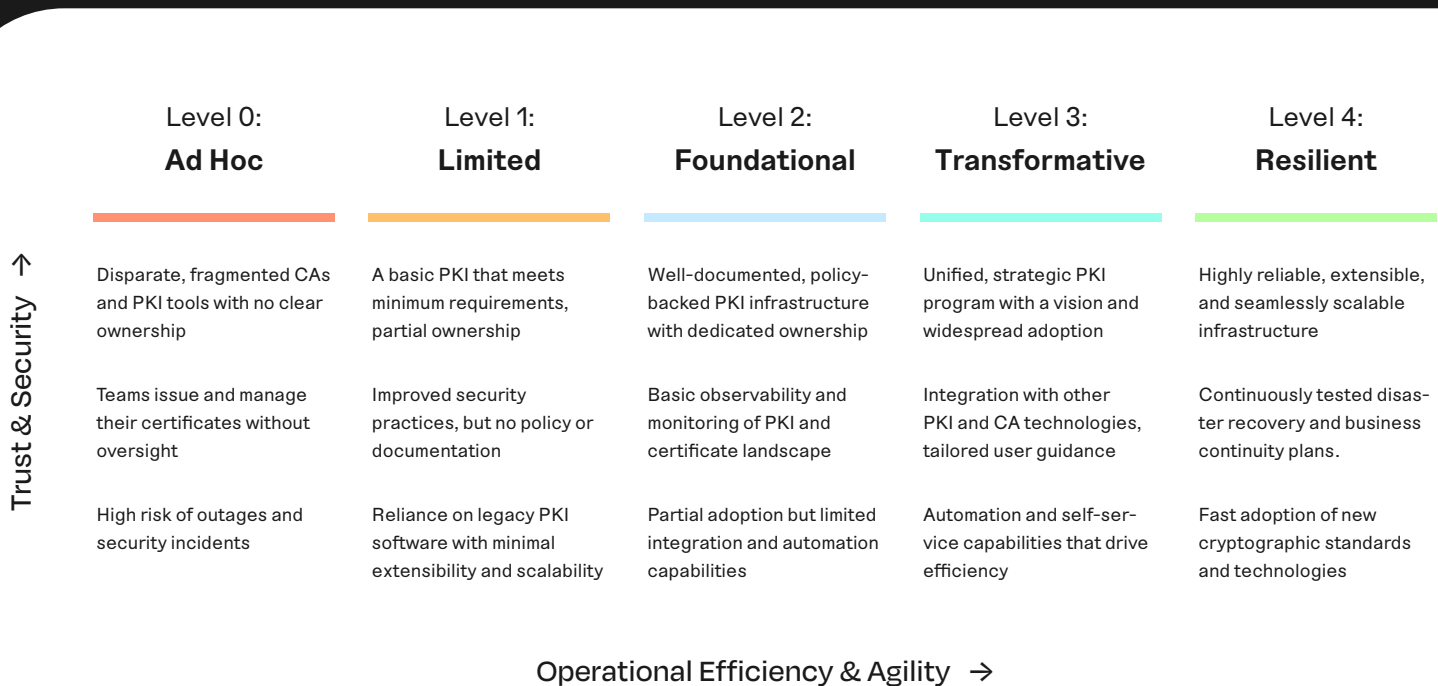 Level 0:
Ad Hoc
Disparate, fragmented CAs
and PKI tools with no clear
ownership
Teams issue and manage
their certificates without
oversight
High risk of outages and
security incidents
Level 1:
Limited
A basic PKI that meets
minimum requirements,
partial ownership
Improved security
practices, but no policy or
documentation
Reliance on legacy PKI
software with minimal
extensibility and scalability
Level 2:
Foundational
Well-documented, policy-
backed PKI infrastructure
with dedicated ownership
Basic observability and
monitoring of PKI and
certificate landscape
Partial adoption but limited
integration and automation
capabilities
Level 3:
Transformative
Unified, strategic PKI
program with a vision and
widespread adoption
Integration with other
PKI and CA technologies,
tailored user guidance
Automation and self-ser-
vice capabilities that drive
efficiency
Level 4:
Resilient
Highly reliable, extensible,
and seamlessly scalable
infrastructure
Continuously tested disas-
ter recovery and business
continuity plans.
Fast adoption of new
cryptographic standards
and technologies
Trust & Security →
Operational Efficiency & Agility →